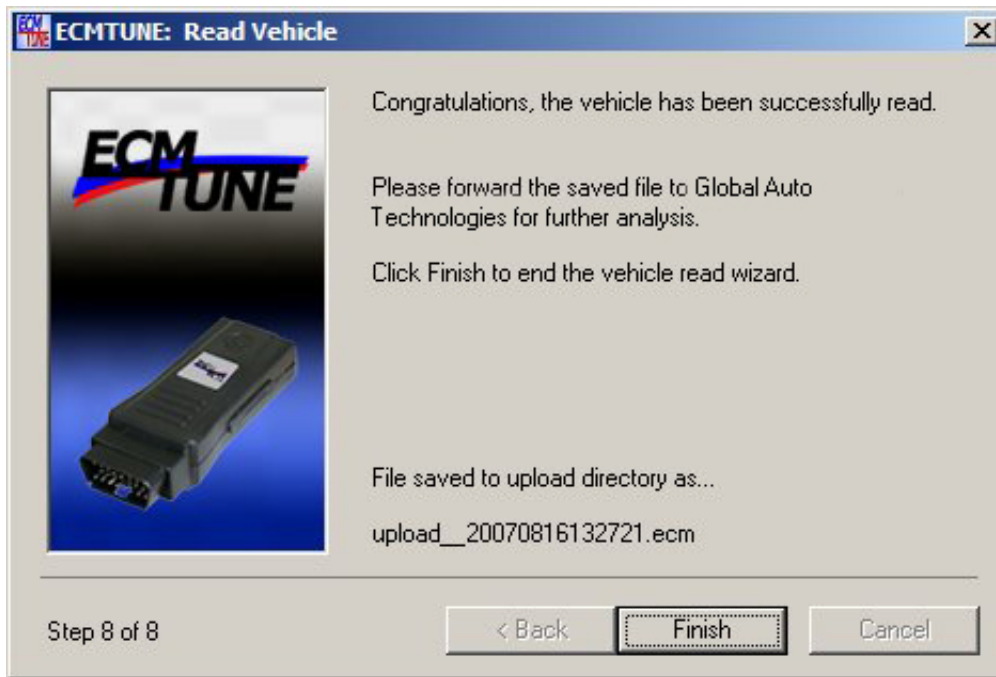 ECMTUNE: Read Vehicle
ECM
TUNE
Congratulations, the vehicle has been successfully read.
Please forward the saved file to Global Auto
Technologies for further analysis.
Click Finish to end the vehicle read wizard.
File saved to upload directory as...
upload__20070816132721.ecm
Step 8 of 8
< Back
Finish
Cancel